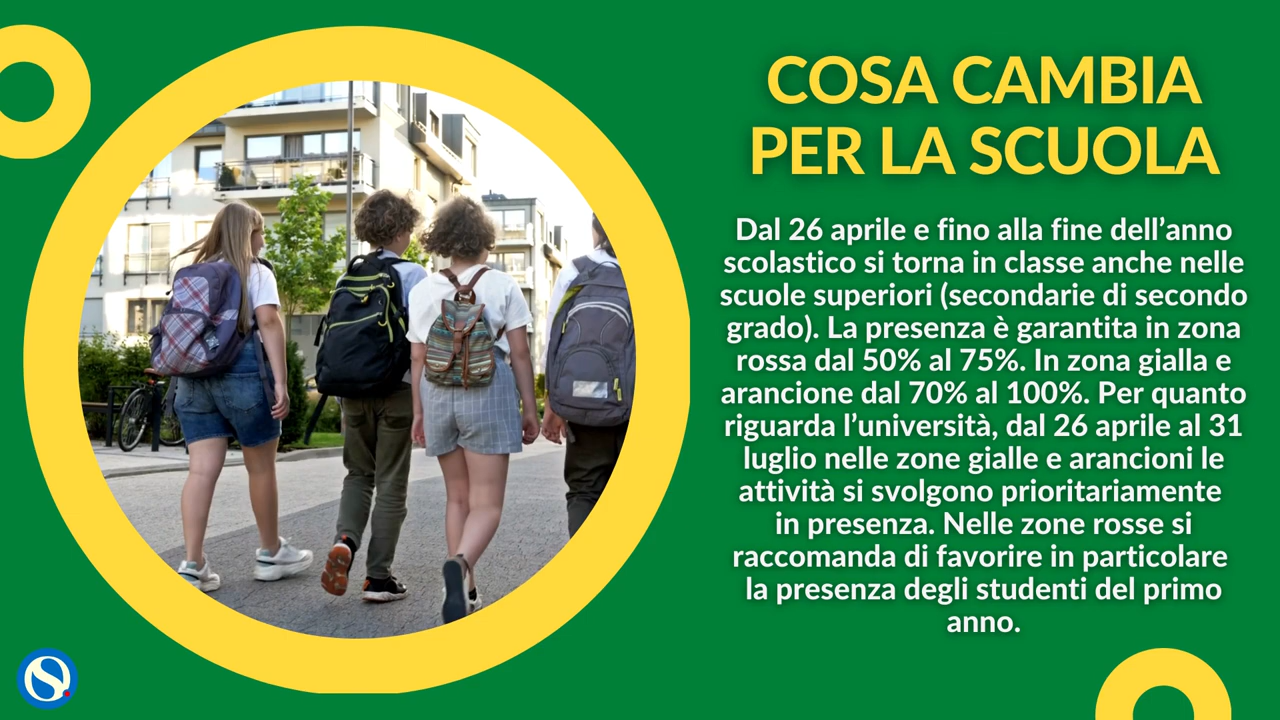 COSA CAMBIA
PER LA SCUOLA
Dal 26 aprile e fino alla fine dell’anno
scolastico si torna in classe anche nelle
scuole superiori (secondarie di secondo
grado). La presenza è garantita in zona
rossa dal 50% al 75%. In zona gialla e
arancione dal 70% al 100%. Per quanto
riguarda l’università, dal 26 aprile al 31
luglio nelle zone gialle e arancioni le
attività si svolgono prioritariamente
in presenza. Nelle zone rosse si
raccomanda di favorire in particolare
la presenza degli studenti del primo
anno.
S